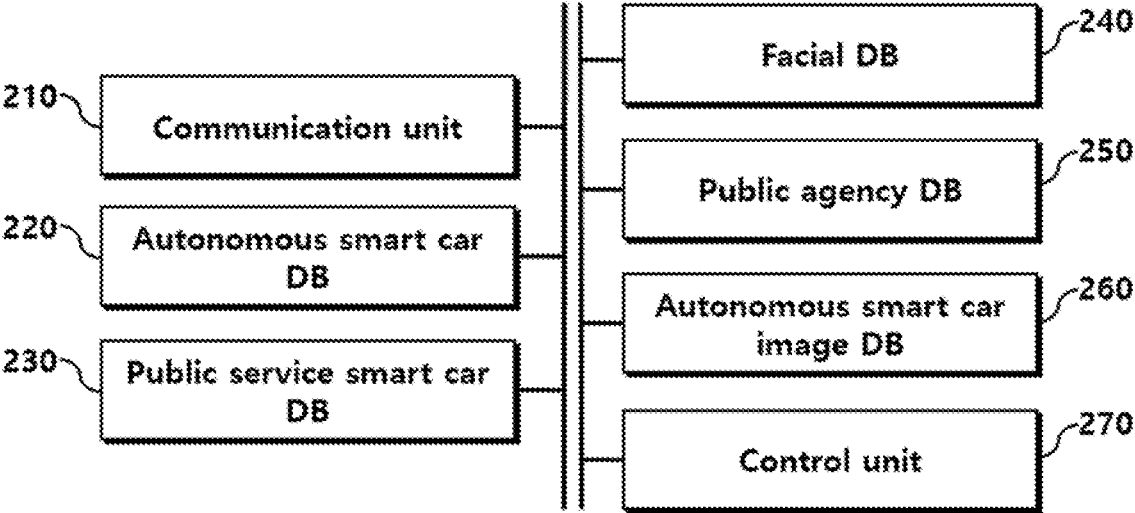 210
Communication unit
220
Autonomous smart car
DB
230
Public service smart car
DB
240
Facial DB
250
Public agency DB
260
Autonomous smart car
image DB
270
Control unit